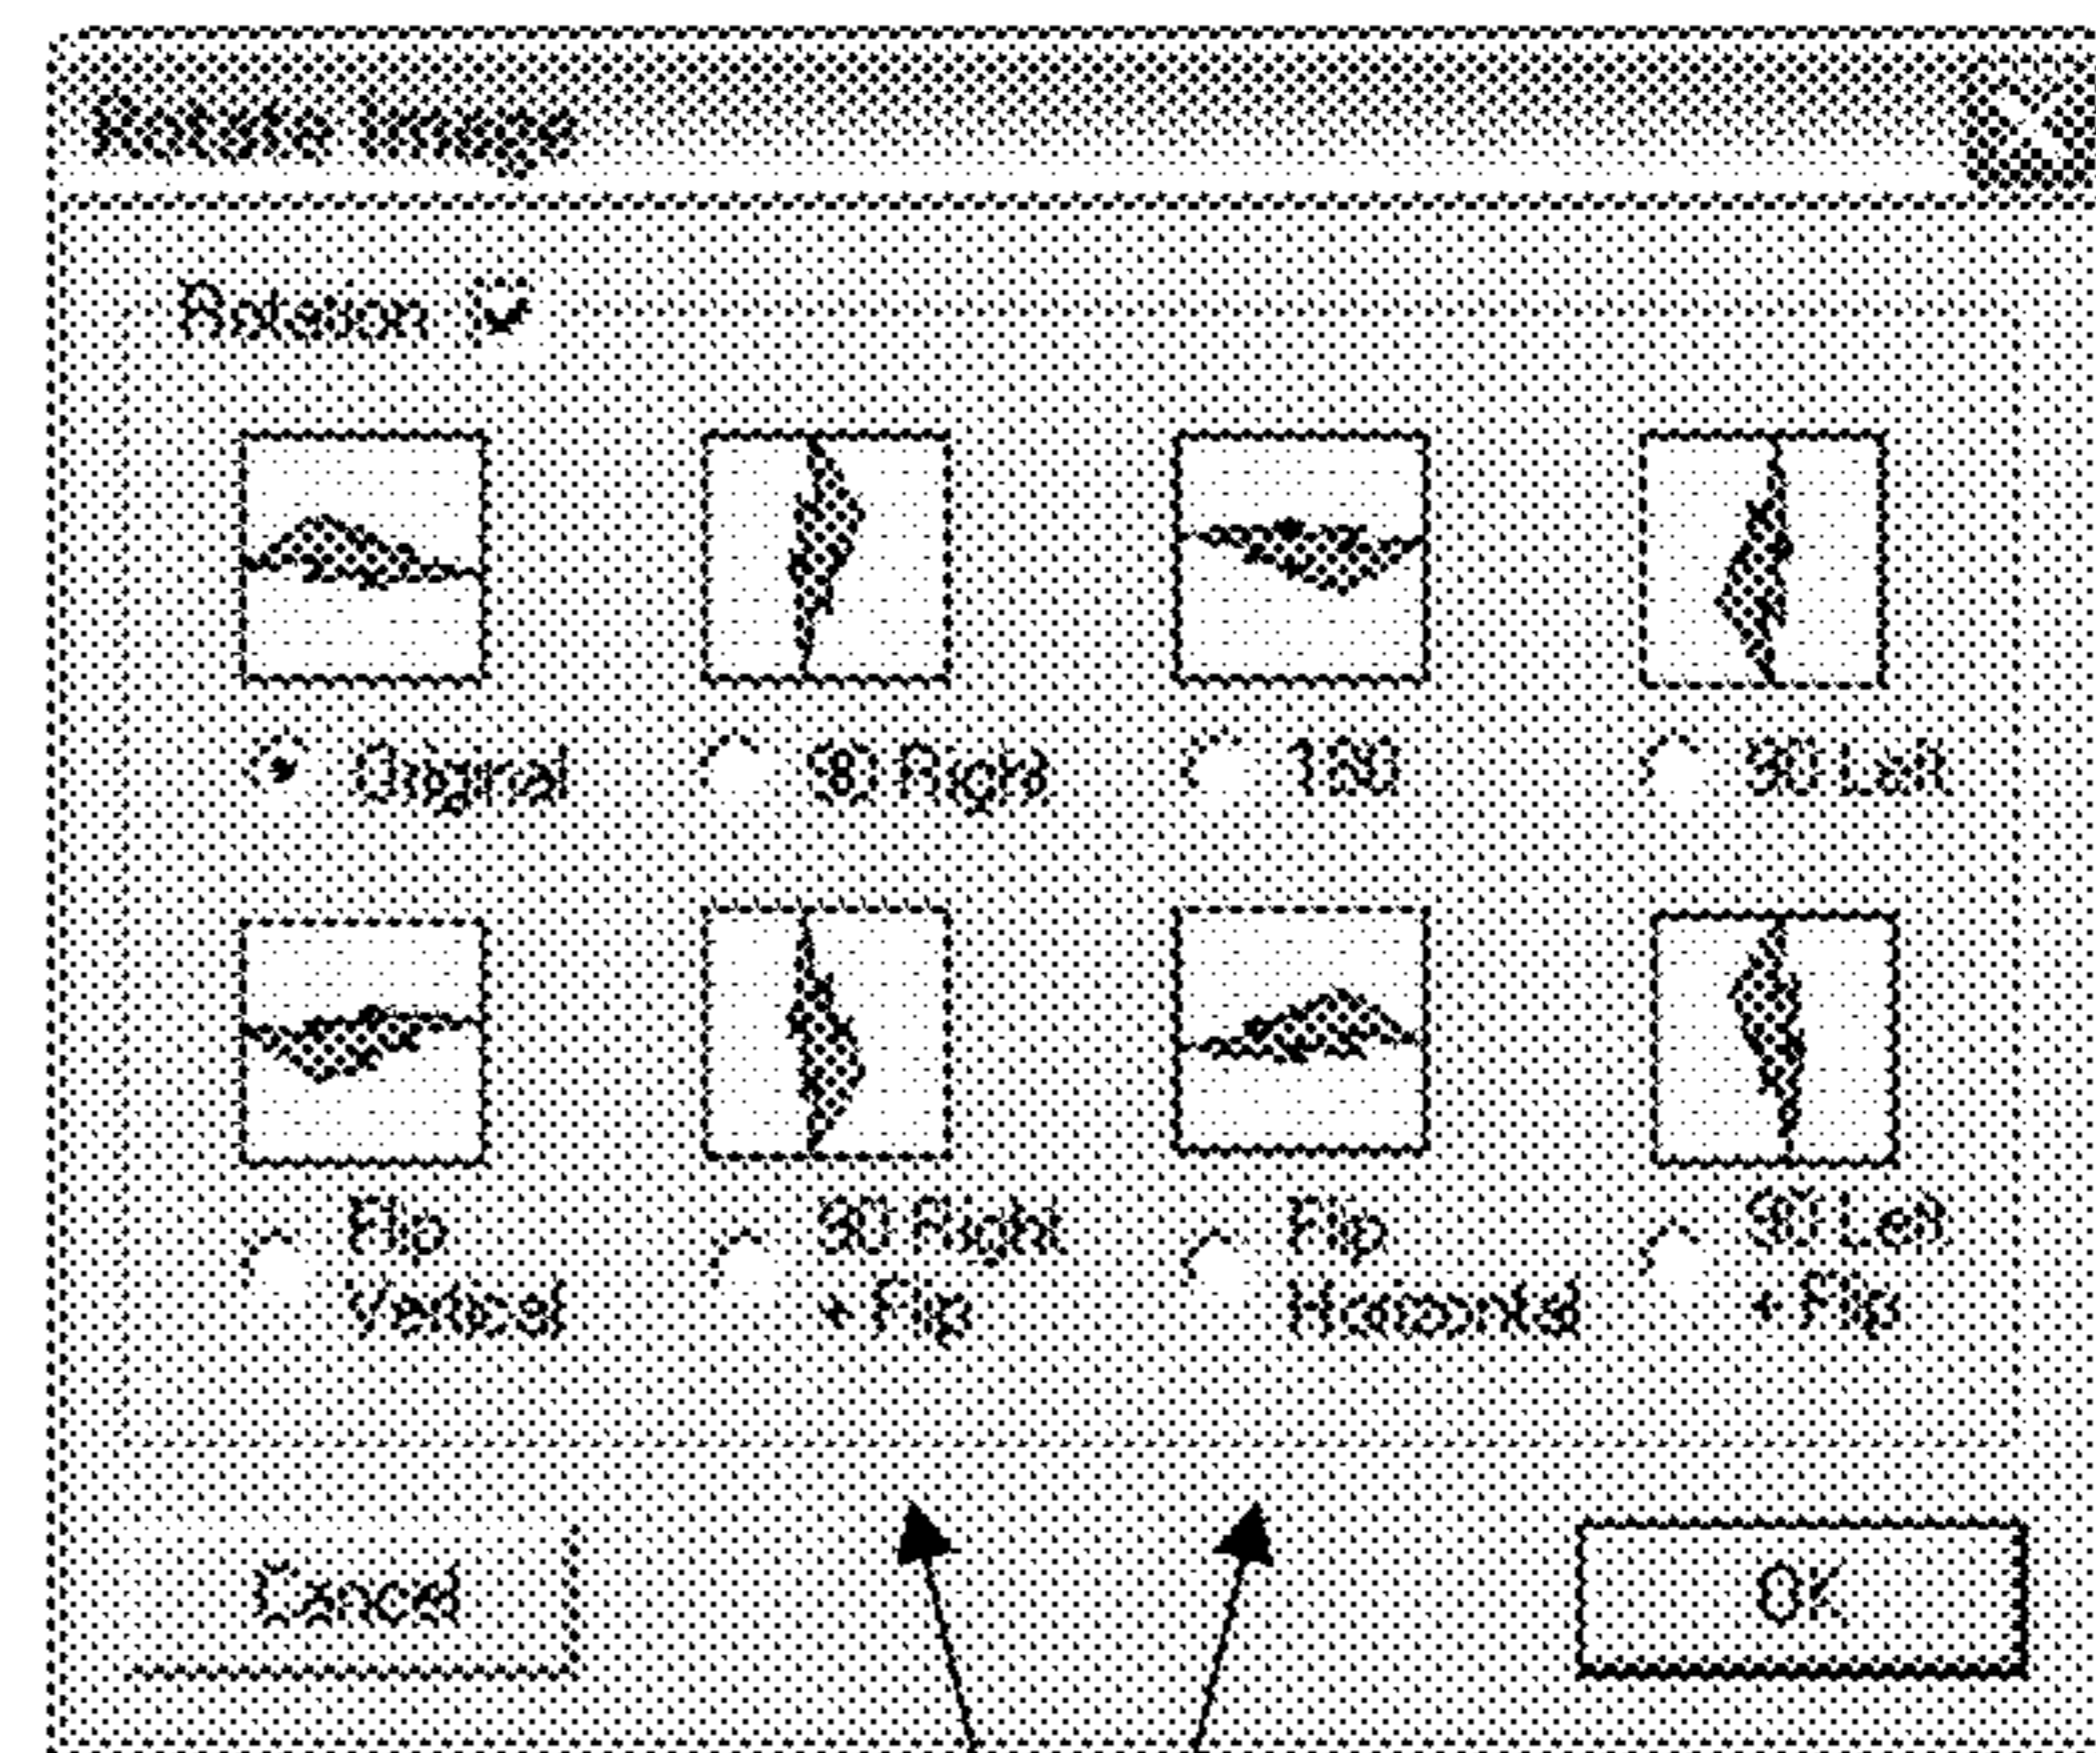 Rotate Image
Rotation
Original
90 Right
180
90 Left
Flip
Vertical
90 Right
+ Flip
Flip
Horizontal
90 Left
+ Flip
Cancel
OK